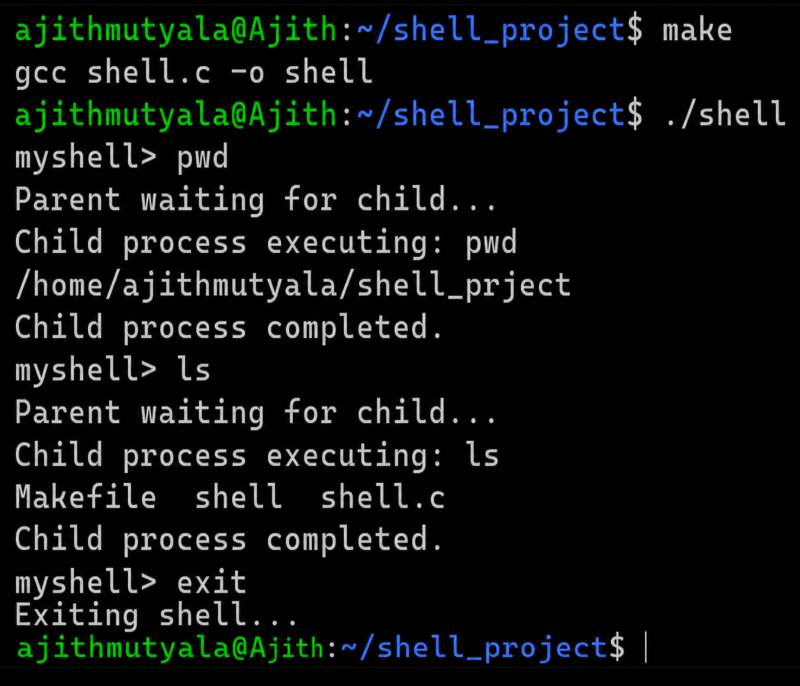 ajithmutyala@Ajith:~/shell_project$ make
gcc shell.c -o shell
ajithmutyala@Ajith:~/shell_project$ ./shell
myshell> pwd
Parent waiting for child...
Child process executing: pwd
/home/ajithmutyala/shell_prject
Child process completed.
myshell> ls
Parent waiting for child...
Child process executing: ls
Makefile  shell  shell.c
Child process completed.
myshell> exit
Exiting shell...
ajithmutyala@Ajith:~/shell_project$